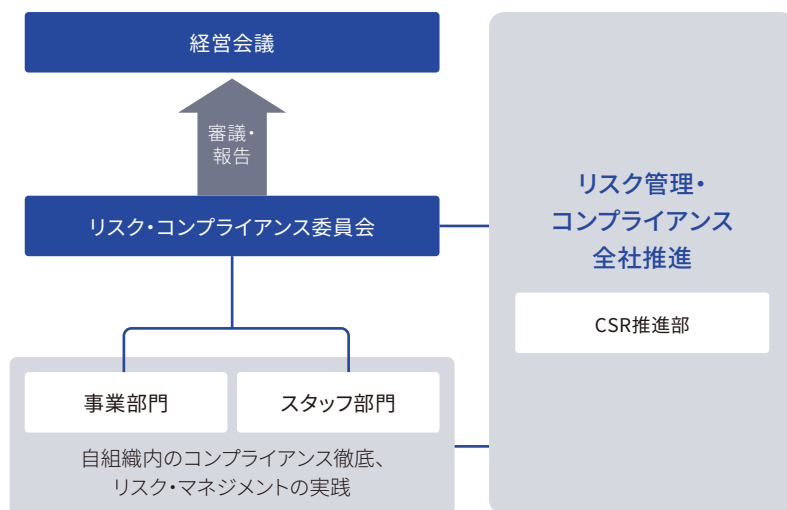 経営会議
審議・
報告
リスク・コンプライアンス委員会
事業部門
スタッフ部門
自組織内のコンプライアンス徹底、
リスク・マネジメントの実践
リスク管理・
コンプライアンス
全社推進
CSR推進部